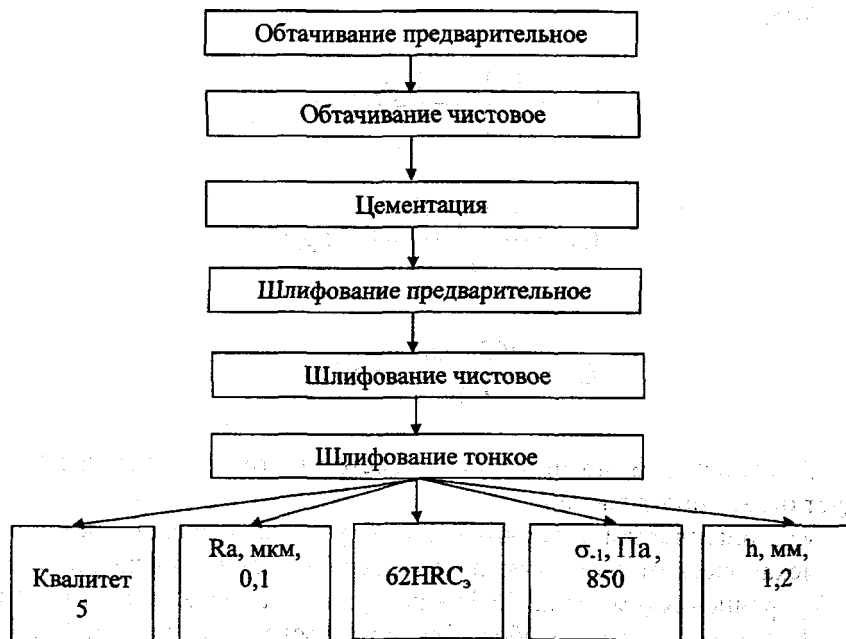 Обтачивание предварительное
Обтачивание чистовое
Цементация
Шлифование предварительное
Шлифование чистовое
Шлифование тонкое
Квалитет
5
Ra, мкм,
0,1
62HRCэ
σ-1, Па,
850
h, мм,
1,2